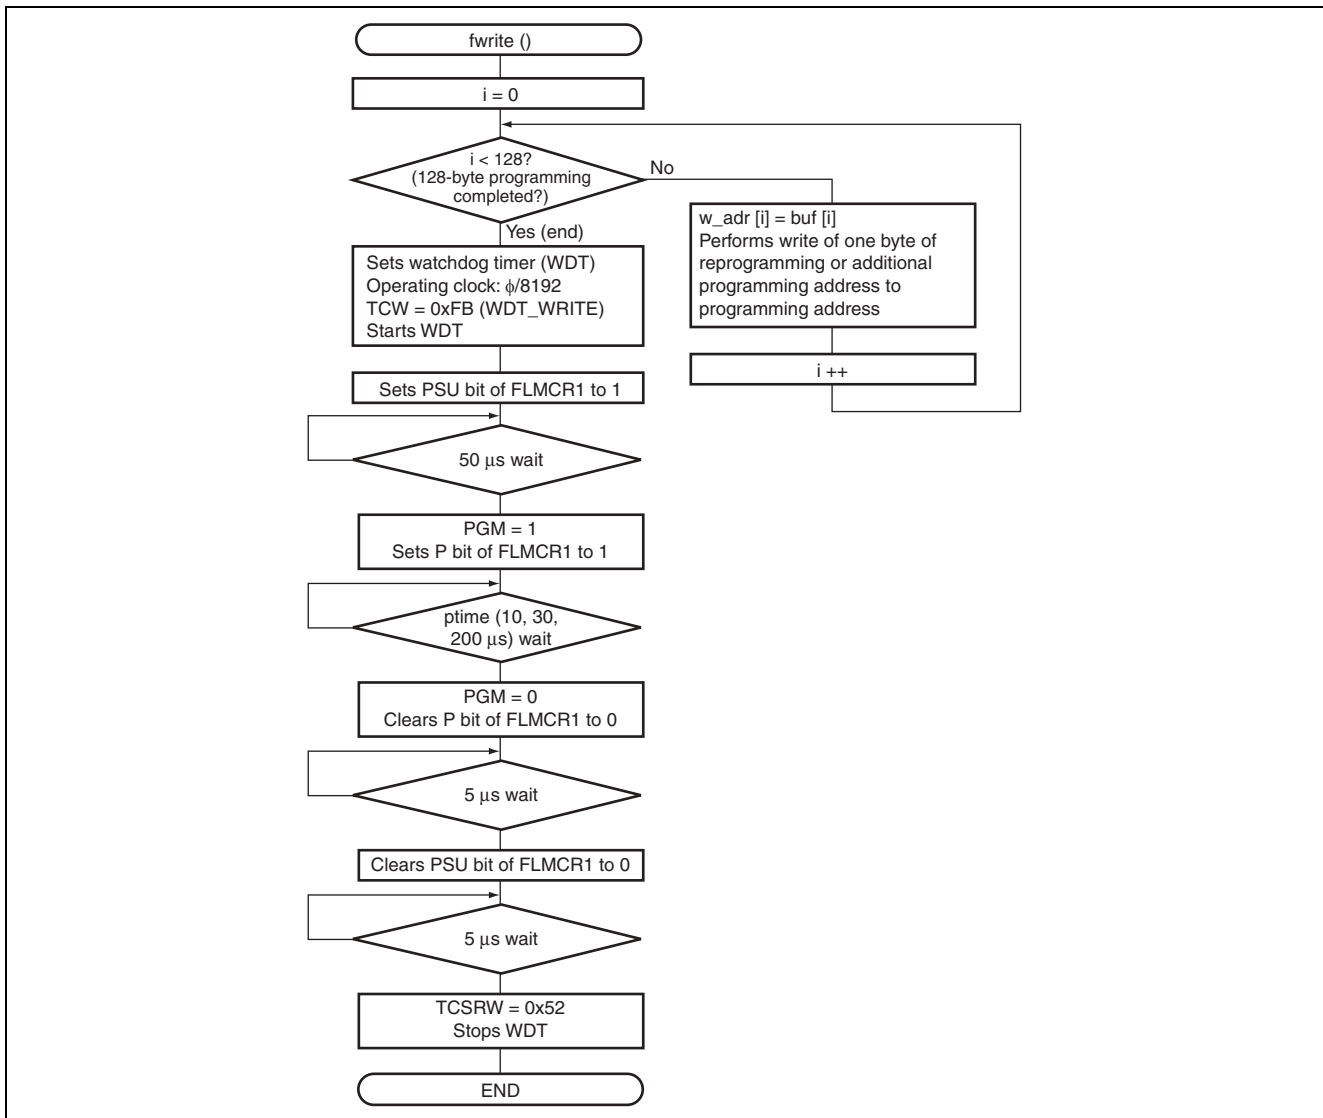 fwrite ()
i = 0
i < 128?
(128-byte programming
completed?)
No
Yes (end)
w_adr [i] = buf [i]
Performs write of one byte of
reprogramming or additional
programming address to
programming address
i ++
Sets watchdog timer (WDT)
Operating clock: ϕ/8192
TCW = 0xFB (WDT_WRITE)
Starts WDT
Sets PSU bit of FLMCR1 to 1
50 μs wait
PGM = 1
Sets P bit of FLMCR1 to 1
ptime (10, 30,
200 μs) wait
PGM = 0
Clears P bit of FLMCR1 to 0
5 μs wait
Clears PSU bit of FLMCR1 to 0
5 μs wait
TCSRW = 0x52
Stops WDT
END